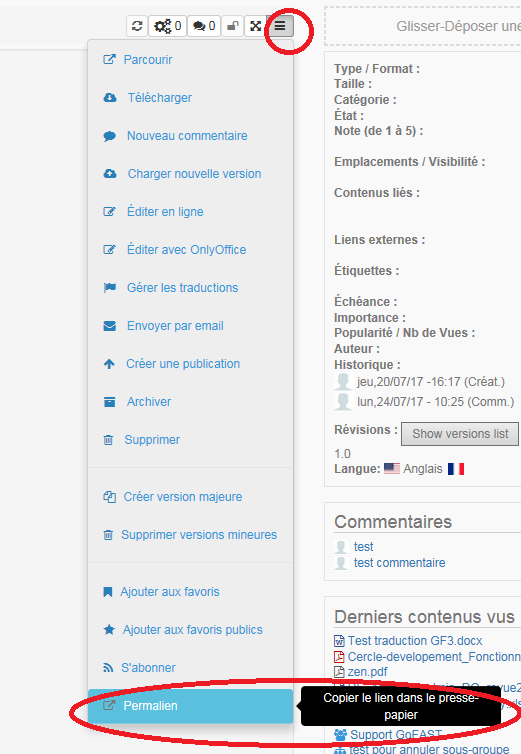 0
0
Parcourir
Télécharger
Nouveau commentaire
Charger nouvelle version
Éditer en ligne
Éditer avec OnlyOffice
Gérer les traductions
Envoyer par email
Créer une publication
Archiver
Supprimer
Créer version majeure
Supprimer versions mineures
Ajouter aux favoris
Ajouter aux favoris publics
S'abonner
Permalien
Copier le lien dans le presse-
papier
Glisser-Déposer une
Type / Format :
Taille :
Catégorie :
État :
Note (de 1 à 5) :
Emplacements / Visibilité :
Contenus liés :
Liens externes :
Étiquettes :
Échéance :
Importance :
Popularité / Nb de Vues :
Auteur :
Historique :
jeu,20/07/17 -16:17 (Créat.)
lun,24/07/17 - 10:25 (Comm.)
Révisions : Show versions list
1.0
Langue: Anglais
Commentaires
test
test commentaire
Derniers contenus vus
Test traduction GF3.docx
Cercle-developement_Fonctionn
zen.pdf
Support GoFAST
test pour annuler sous-groupe